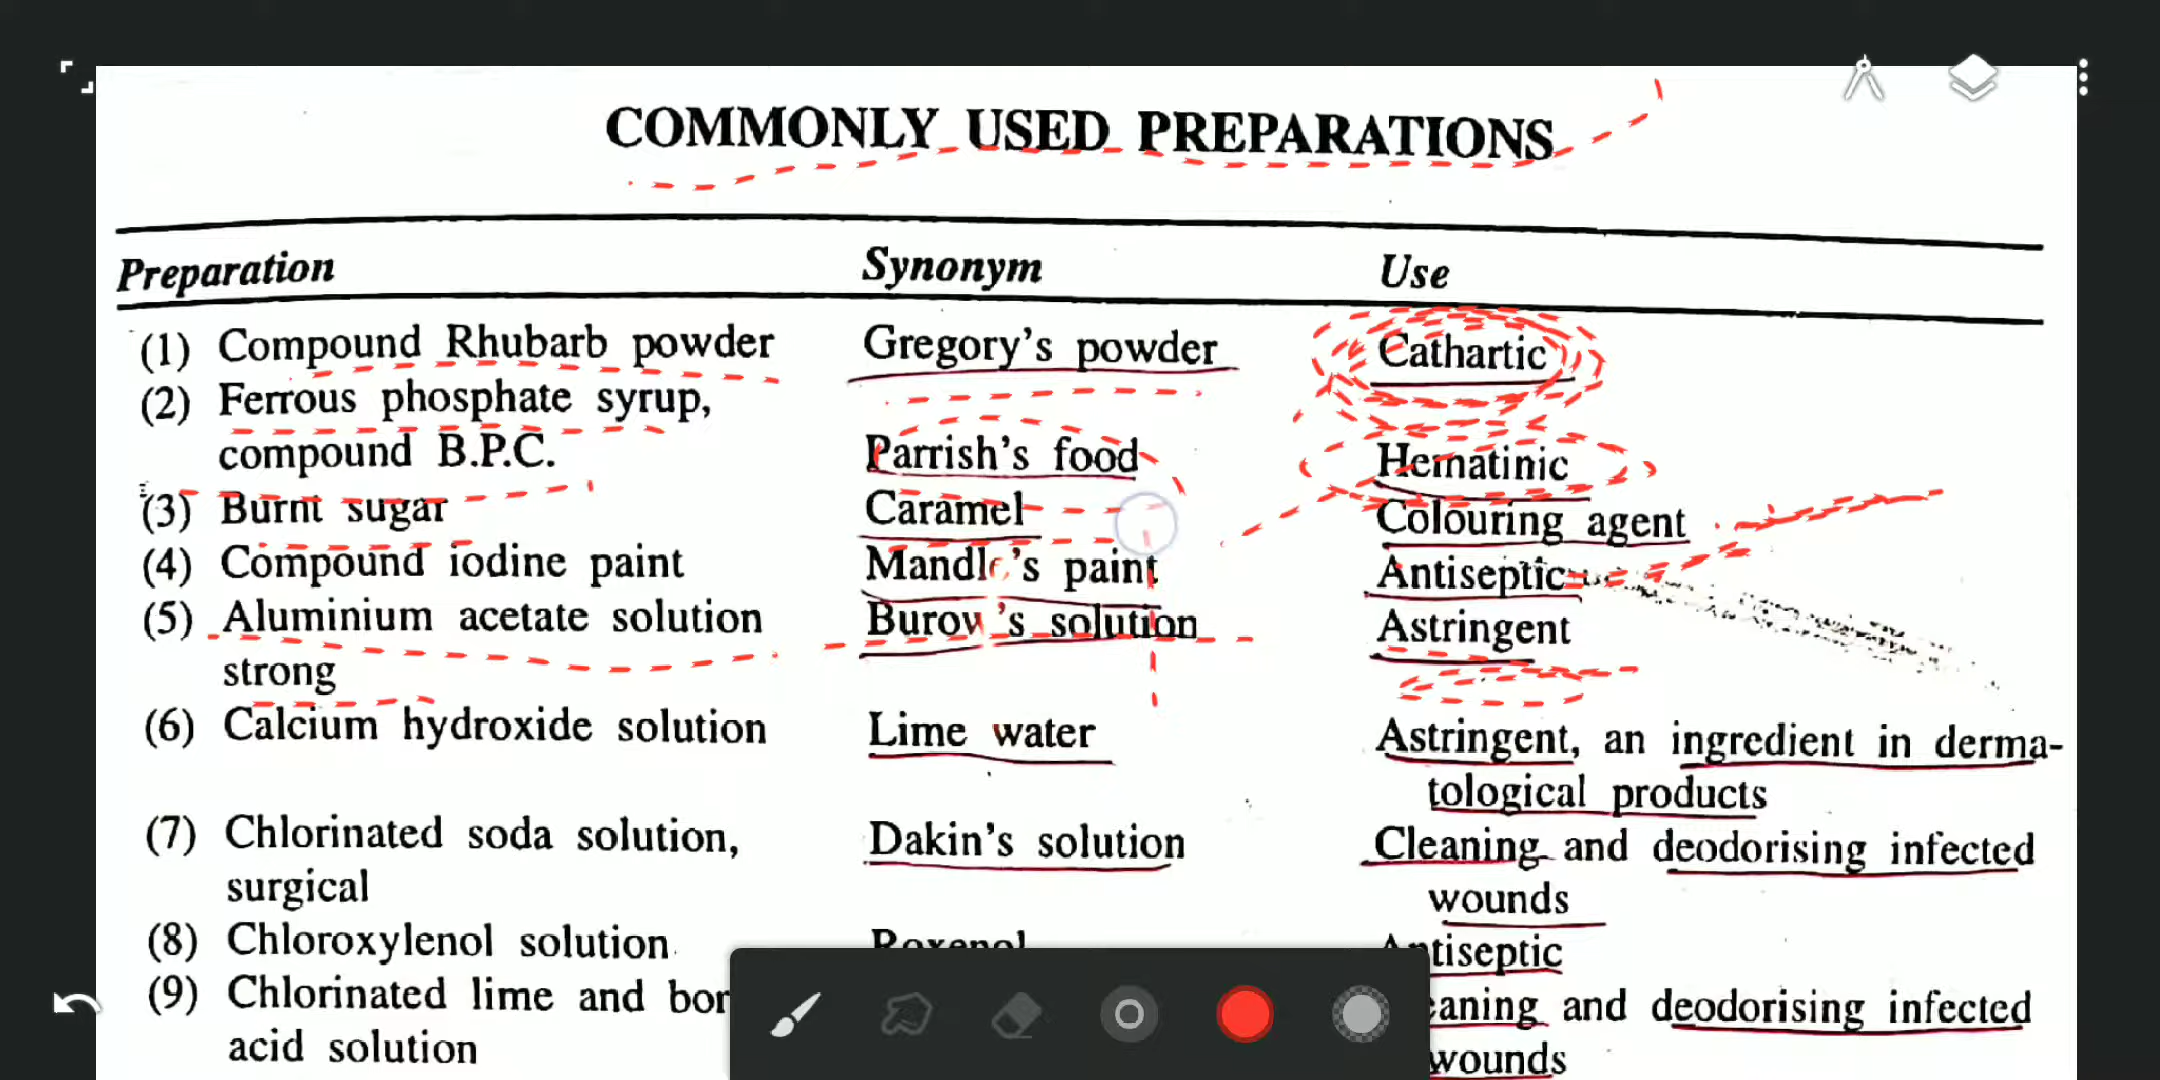 COMMONLY USED PREPARATIONS
Preparation Synonym Use
(1) Compound Rhubarb powder Gregory's powder Cathartic
(2) Ferrous phosphate syrup,
compound B.P.C. Parrish's food Hematinic
(3) Burnt sugar Caramel Colouring agent
(4) Compound iodine paint Mandle's paint Antiseptic
(5) Aluminium acetate solution Burow's solution Astringent
strong
(6) Calcium hydroxide solution Lime water Astringent, an ingredient in derma-
tological products
(7) Chlorinated soda solution, Dakin's solution Cleaning and deodorising infected
surgical wounds
(8) Chloroxylenol solution
(9) Chlorinated lime and and deodorising infected
acid solution wounds